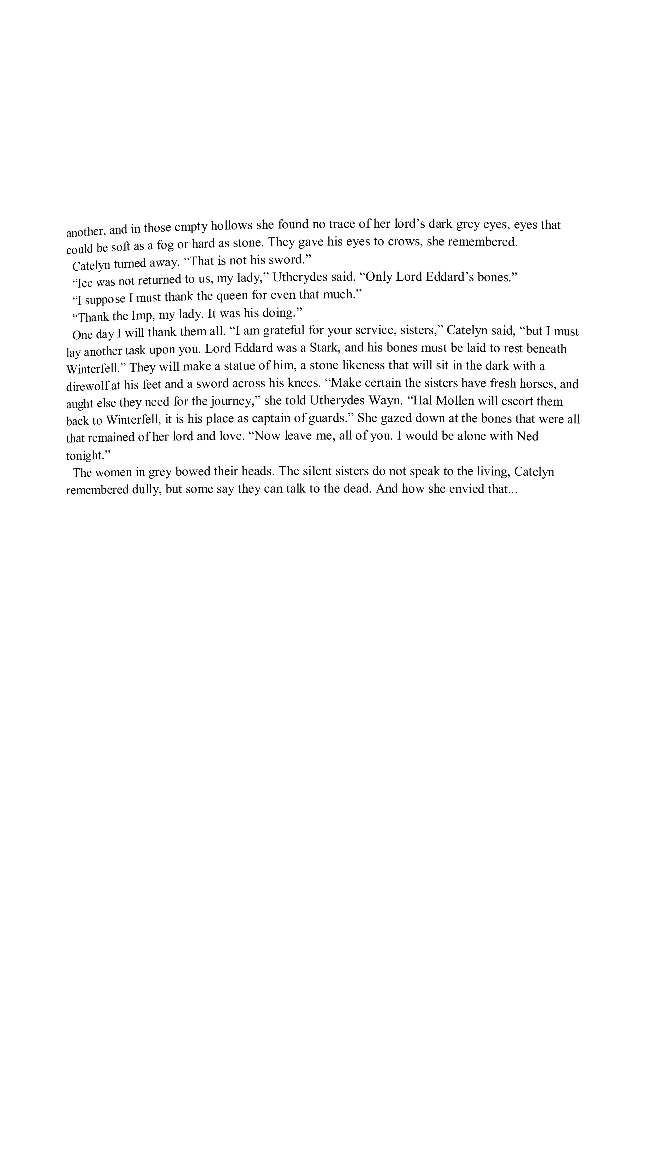 another, and in those empty hollows she found no trace of her lord’s dark grey eyes, eyes that
could be soft as a fog or hard as stone. They gave his eyes to crows, she remembered.
Catelyn turned away. “That is not his sword.”
“Ice was not returned to us, my lady,” Utherydes said. “Only Lord Eddard’s bones.”
“I suppose I must thank the queen for even that much.”
“Thank the Imp, my lady. It was his doing.”
One day I will thank them all. “I am grateful for your service, sisters,” Catelyn said, “but I must
lay another task upon you. Lord Eddard was a Stark, and his bones must be laid to rest beneath
Winterfell.” They will make a statue of him, a stone likeness that will sit in the dark with a
direwolf at his feet and a sword across his knees. “Make certain the sisters have fresh horses, and
aught else they need for the journey,” she told Utherydes Wayn. “Hal Mollen will escort them
back to Winterfell, it is his place as captain of guards.” She gazed down at the bones that were all
that remained of her lord and love. “Now leave me, all of you. I would be alone with Ned
tonight.”
The women in grey bowed their heads. The silent sisters do not speak to the living, Catelyn
remembered dully, but some say they can talk to the dead. And how she envied that...